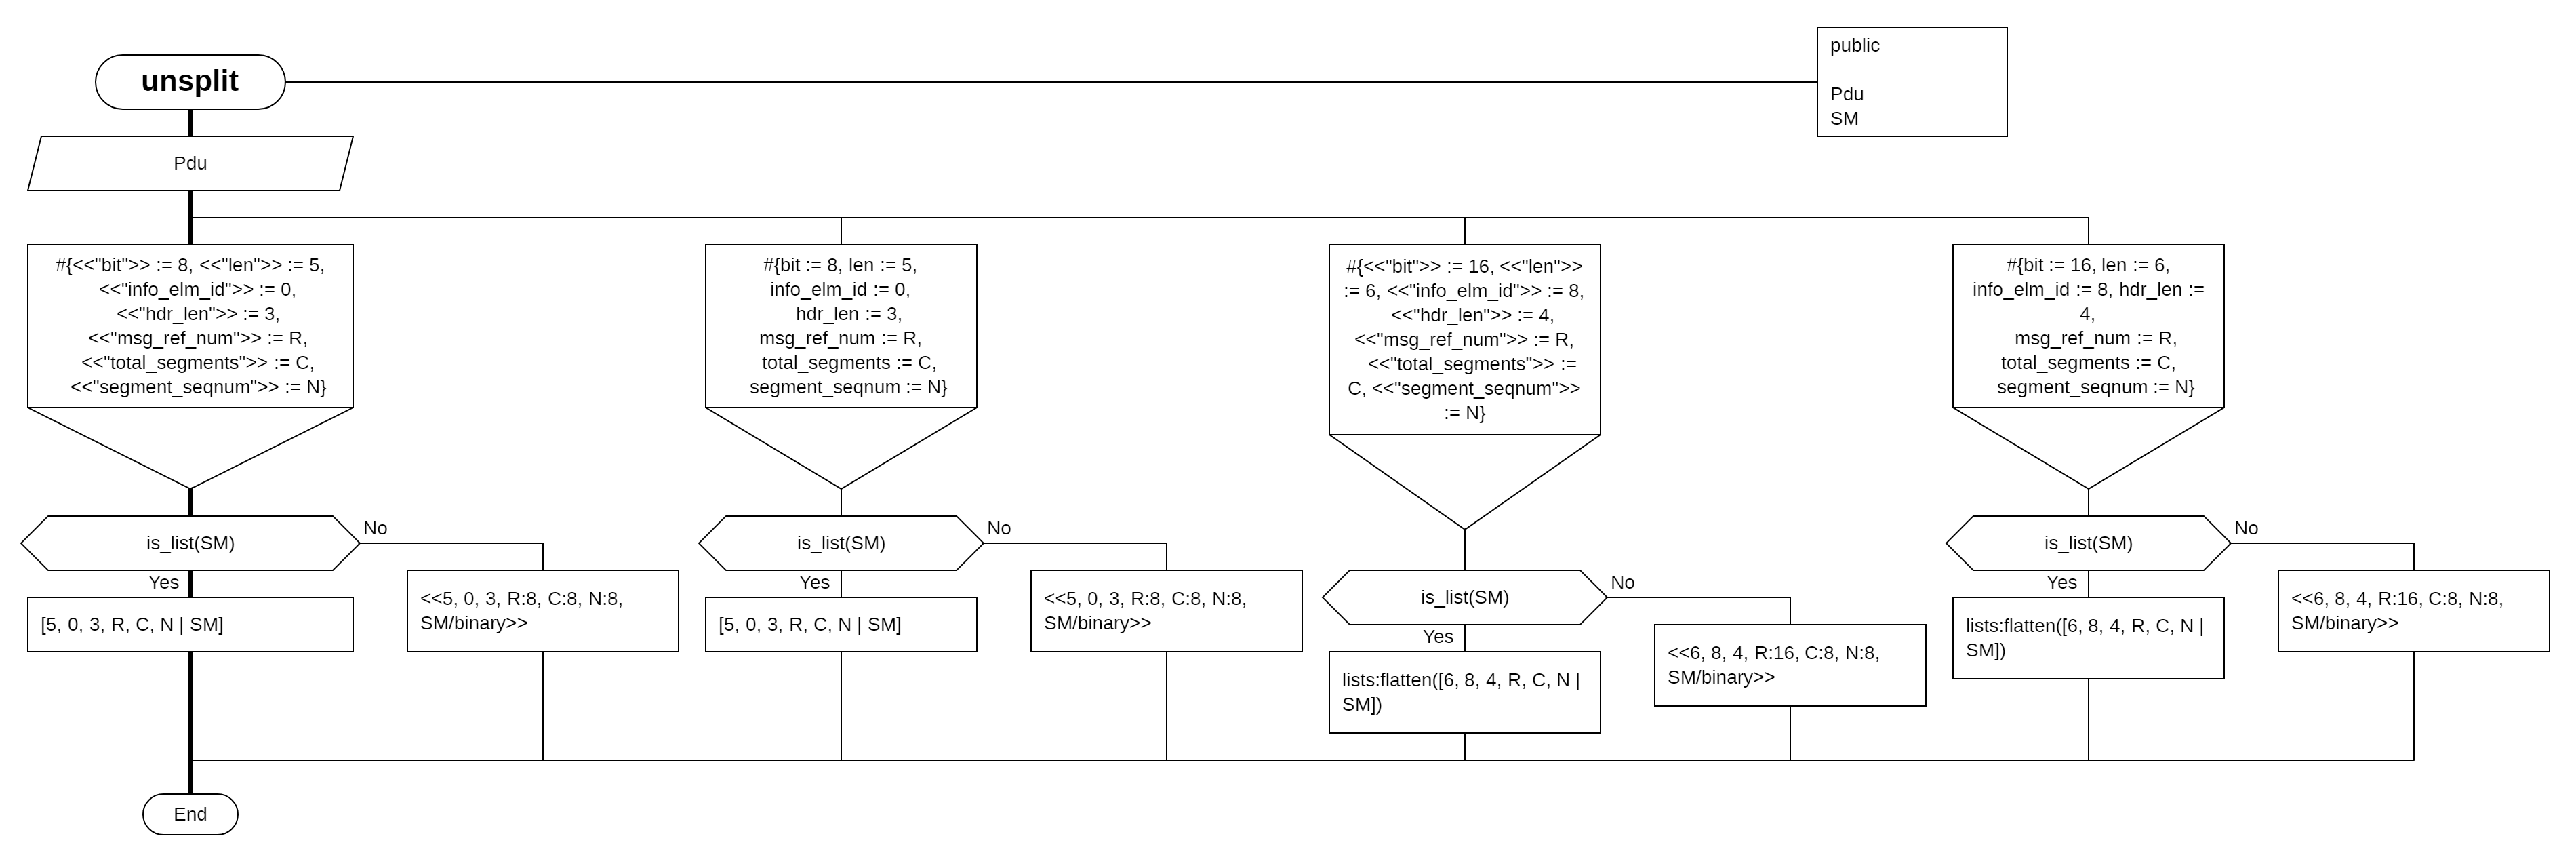 unsplit
public
Pdu
SM
Pdu
#{<<"bit">> := 8, <<"len">> := 5,
<<"info_elm_id">> := 0,
<<"hdr_len">> := 3,
<<"msg_ref_num">> := R,
<<"total_segments">> := C,
<<"segment_seqnum">> := N}
#{bit := 8, len := 5,
info_elm_id := 0,
hdr_len := 3,
msg_ref_num := R,
total_segments := C,
segment_seqnum := N}
#{<<"bit">> := 16, <<"len">>
:= 6, <<"info_elm_id">> := 8,
<<"hdr_len">> := 4,
<<"msg_ref_num">> := R,
<<"total_segments">> :=
C, <<"segment_seqnum">>
:= N}
#{bit := 16, len := 6,
info_elm_id := 8, hdr_len :=
4,
msg_ref_num := R,
total_segments := C,
segment_seqnum := N}
is_list(SM)
No
Yes
[5, 0, 3, R, C, N | SM]
<<5, 0, 3, R:8, C:8, N:8,
SM/binary>>
is_list(SM)
No
Yes
[5, 0, 3, R, C, N | SM]
<<5, 0, 3, R:8, C:8, N:8,
SM/binary>>
is_list(SM)
No
Yes
lists:flatten([6, 8, 4, R, C, N |
SM])
<<6, 8, 4, R:16, C:8, N:8,
SM/binary>>
is_list(SM)
No
Yes
lists:flatten([6, 8, 4, R, C, N |
SM])
<<6, 8, 4, R:16, C:8, N:8,
SM/binary>>
End